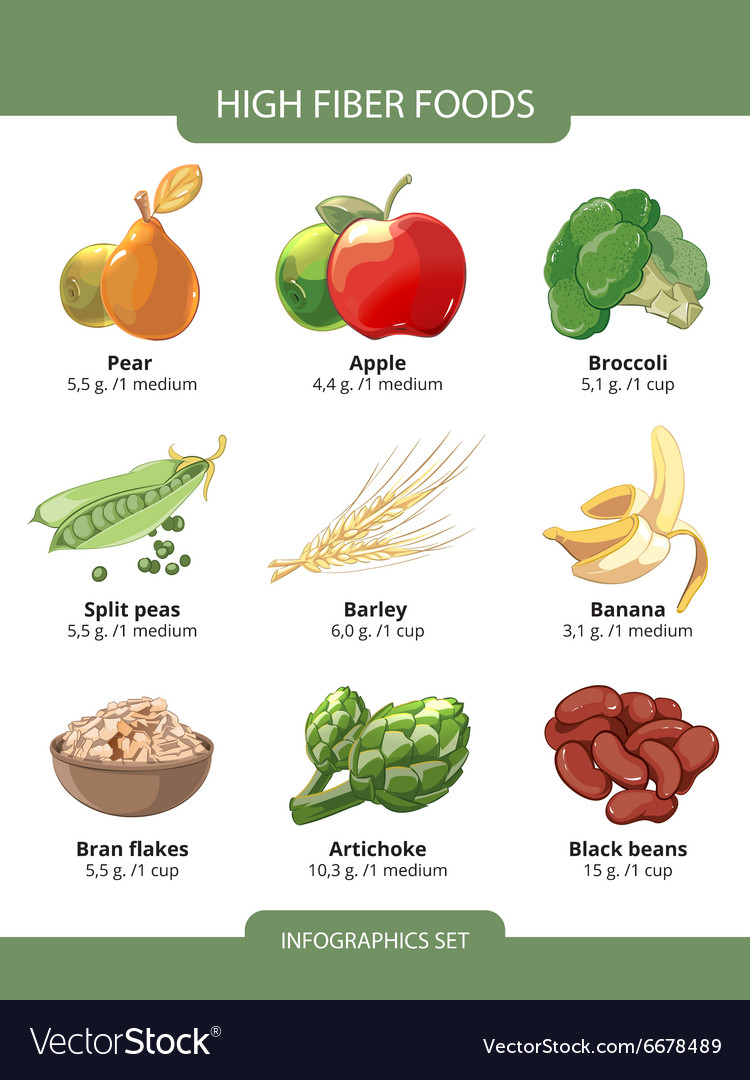 HIGH FIBER FOODS
Pear
5,5 g. /1 medium
Apple
4,4 g. /1 medium
Broccoli
5,1 g. /1 cup
Split peas
5,5 g. /1 medium
Barley
6,0 g. /1 cup
Banana
3,1 g. /1 medium
Bran flakes
5,5 g. /1 cup
Artichoke
10,3 g. /1 medium
Black beans
15 g. /1 cup
INFOGRAPHICS SET
VectorStock®
VectorStock.com/6678489